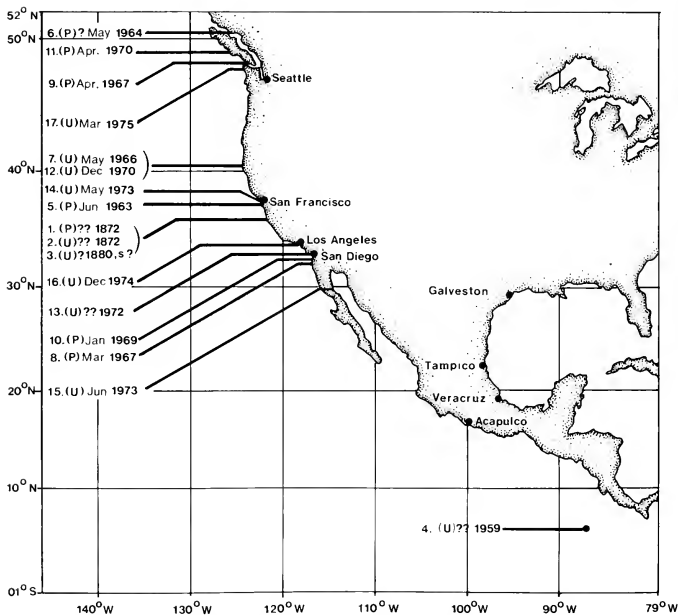 52° N
6.(P)? May 1964
50° N
11.(P) Apr. 1970
9.(P) Apr. 1967
Seattle
17.(U) Mar 1975
7.(U) May 1966
40° N
12.(U) Dec 1970
14.(U) May 1973
San Francisco
5.(P) Jun 1963
1.(P)?? 1872
2.(U)?? 1872
3.(U)?1880,s?
Los Angeles
San Diego
16.(U) Dec 1974
30° N
Galveston
13.(U)?? 1972
10.(P) Jan 1969
8.(P) Mar 1967
Tampico
15.(U) Jun 1973
20° N
Veracruz
Acapulco
10° N
4. (U)?? 1959
01° S
140° W 130° W 120° W 110° W 100° W 90° W 79° W